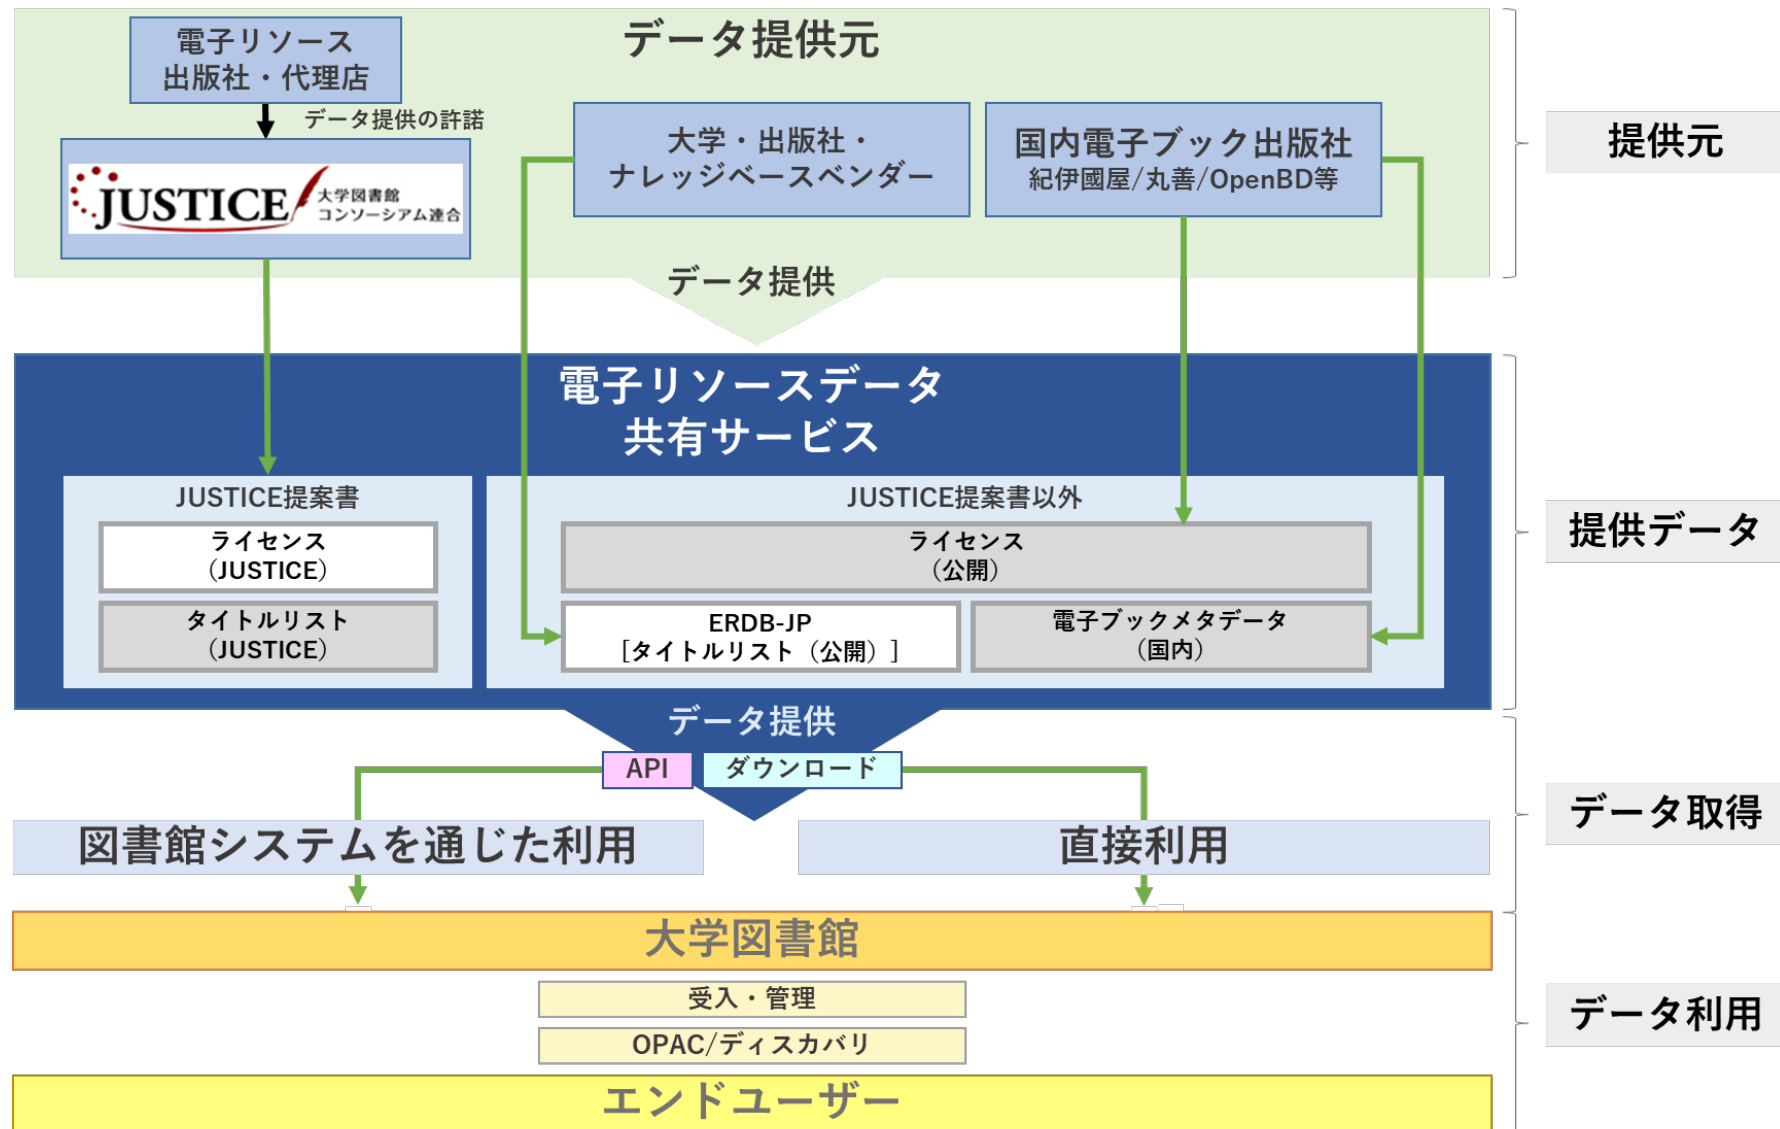 データ提供元
電子リソース
出版社・代理店
データ提供の許諾
JUSTICE
大学図書館
コンソーシアム連合
大学・出版社・
ナレッジベースベンダー
国内電子ブック出版社
紀伊國屋/丸善/OpenBD等
提供元
データ提供
電子リソースデータ
共有サービス
JUSTICE提案書
ライセンス
（JUSTICE）
タイトルリスト
（JUSTICE）
JUSTICE提案書以外
ライセンス
（公開）
ERDB-JP
［タイトルリスト（公開）］
電子ブックメタデータ
（国内）
提供データ
データ提供
API
ダウンロード
図書館システムを通じた利用
直接利用
データ取得
大学図書館
受入・管理
OPAC/ディスカバリ
データ利用
エンドユーザー